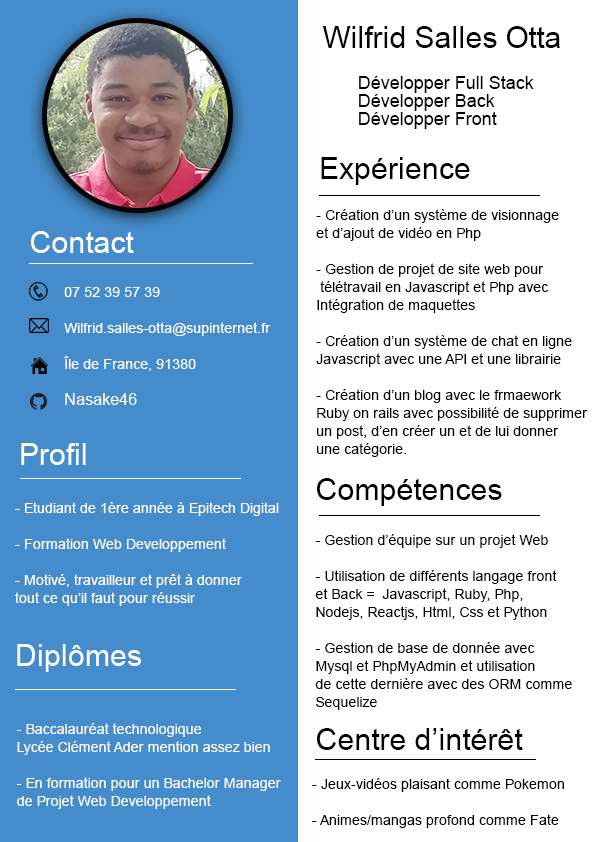 Contact
07 52 39 57 39
Wilfrid.salles-otta@supinternet.fr
Île de France, 91380
Nasake46
Profil
- Etudiant de 1ère année à Epitech Digital
- Formation Web Developpement
- Motivé, travailleur et prêt à donner
tout ce qu'il faut pour réussir
Diplômes
- Baccalauréat technologique
Lycée Clément Ader mention assez bien
- En formation pour un Bachelor Manager
de Projet Web Developpement
Wilfrid Salles Otta
Développer Full Stack
Développer Back
Développer Front
Expérience
- Création d'un système de visionnage
et d'ajout de vidéo en Php
- Gestion de projet de site web pour
télétravail en Javascript et Php avec
Intégration de maquettes
- Création d'un système de chat en ligne
Javascript avec une API et une librairie
- Création d'un blog avec le frmaework
Ruby on rails avec possibilité de supprimer
un post, d'en créer un et de lui donner
une catégorie.
Compétences
- Gestion d'équipe sur un projet Web
- Utilisation de différents langage front
et Back = Javascript, Ruby, Php,
Nodejs, Reactjs, Html, Css et Python
- Gestion de base de donnée avec
Mysql et PhpMyAdmin et utilisation
de cette dernière avec des ORM comme
Sequelize
Centre d'intérêt
- Jeux-vidéos plaisant comme Pokemon
- Animes/mangas profond comme Fate